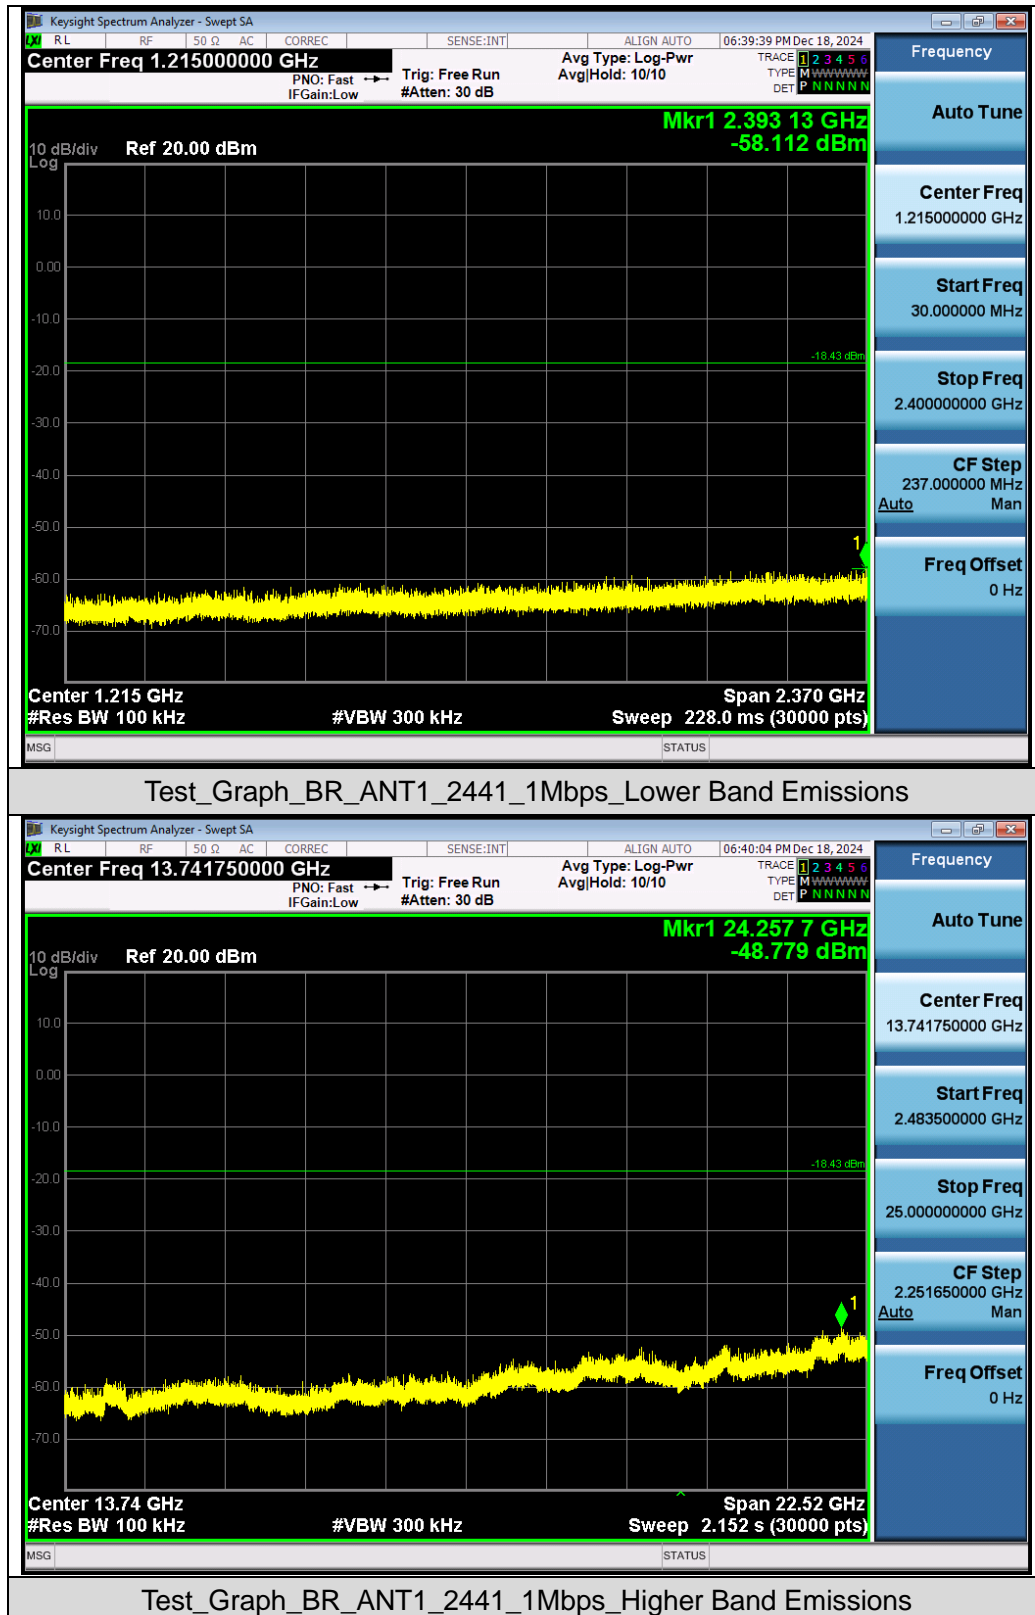 Keysight Spectrum Analyzer - Swept SA
LXI RL RF 50 Ω AC CORREC SENSE:INT ALIGN AUTO 06:39:39 PM Dec 18, 2024
Center Freq 1.215000000 GHz
PNO: Fast
IFGain:Low
Trig: Free Run
#Atten: 30 dB
Avg Type: Log-Pwr
Avg|Hold: 10/10
TRACE 1 2 3 4 5 6
TYPE M WWWWW
DET P N N N N N
Frequency
Auto Tune
Mkr1 2.393 13 GHz
-58.112 dBm
10 dB/div Ref 20.00 dBm
Log
10.0
0.00
-10.0
-18.43 dBm
-20.0
-30.0
-40.0
-50.0
1
-60.0
-70.0
Center Freq
1.215000000 GHz
Start Freq
30.000000 MHz
Stop Freq
2.400000000 GHz
CF Step
237.000000 MHz
Auto Man
Freq Offset
0 Hz
Center 1.215 GHz Span 2.370 GHz
#Res BW 100 kHz #VBW 300 kHz Sweep 228.0 ms (30000 pts)
MSG STATUS
Test_Graph_BR_ANT1_2441_1Mbps_Lower Band Emissions
Keysight Spectrum Analyzer - Swept SA
LXI RL RF 50 Ω AC CORREC SENSE:INT ALIGN AUTO 06:40:04 PM Dec 18, 2024
Center Freq 13.741750000 GHz
PNO: Fast
IFGain:Low
Trig: Free Run
#Atten: 30 dB
Avg Type: Log-Pwr
Avg|Hold: 10/10
TRACE 1 2 3 4 5 6
TYPE M WWWWW
DET P N N N N N
Frequency
Auto Tune
Mkr1 24.257 7 GHz
-48.779 dBm
10 dB/div Ref 20.00 dBm
Log
10.0
0.00
-10.0
-18.43 dBm
-20.0
-30.0
-40.0
1
-50.0
-60.0
-70.0
Center Freq
13.741750000 GHz
Start Freq
2.483500000 GHz
Stop Freq
25.000000000 GHz
CF Step
2.251650000 GHz
Auto Man
Freq Offset
0 Hz
Center 13.74 GHz Span 22.52 GHz
#Res BW 100 kHz #VBW 300 kHz Sweep 2.152 s (30000 pts)
MSG STATUS
Test_Graph_BR_ANT1_2441_1Mbps_Higher Band Emissions